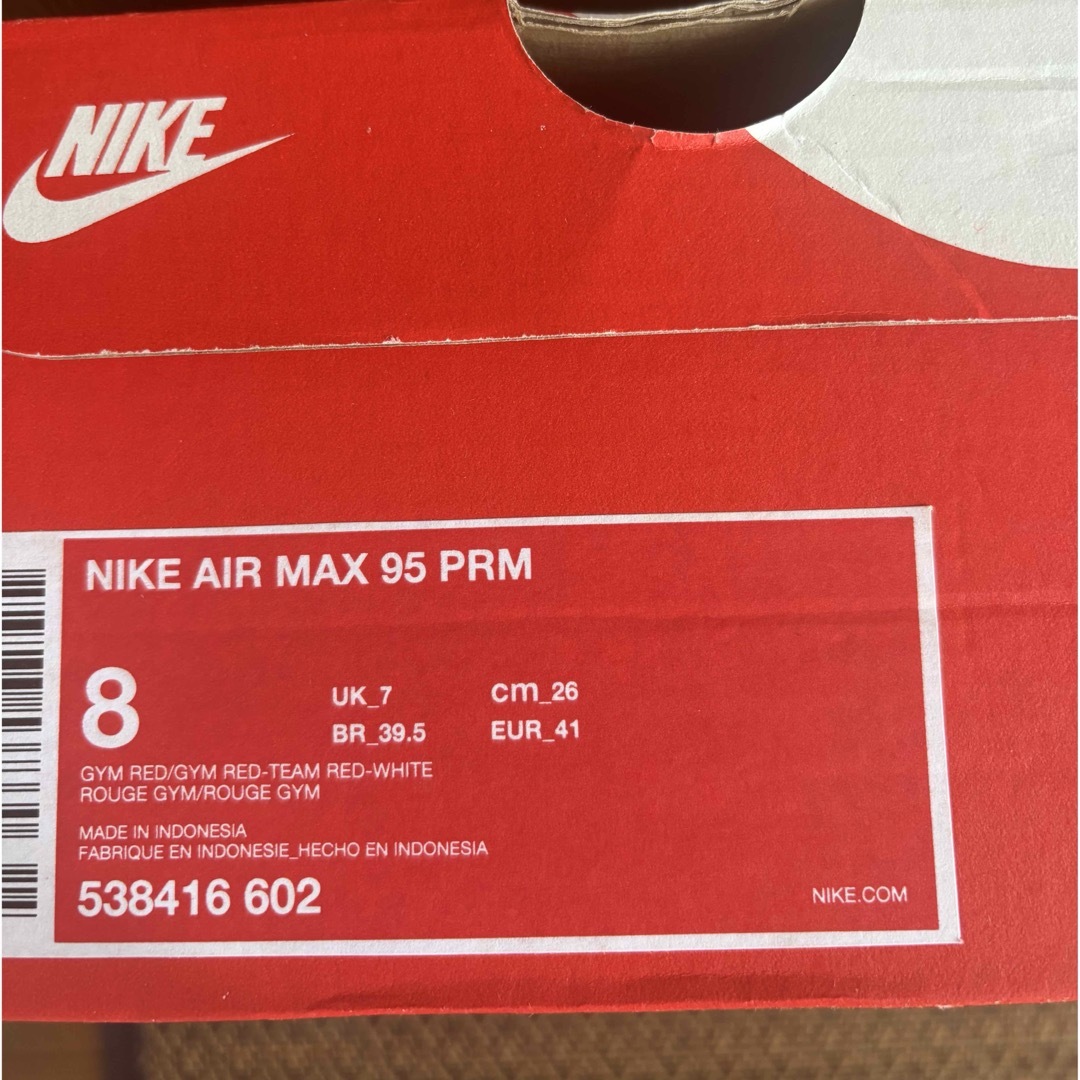 NIKE
NIKE AIR MAX 95 PRM
8
UK_7 cm_26
BR_39.5 EUR_41
GYM RED/GYM RED-TEAM RED-WHITE
ROUGE GYM/ROUGE GYM
MADE IN INDONESIA
FABRIQUE EN INDONESIE_HECHO EN INDONESIA
538416 602
NIKE.COM